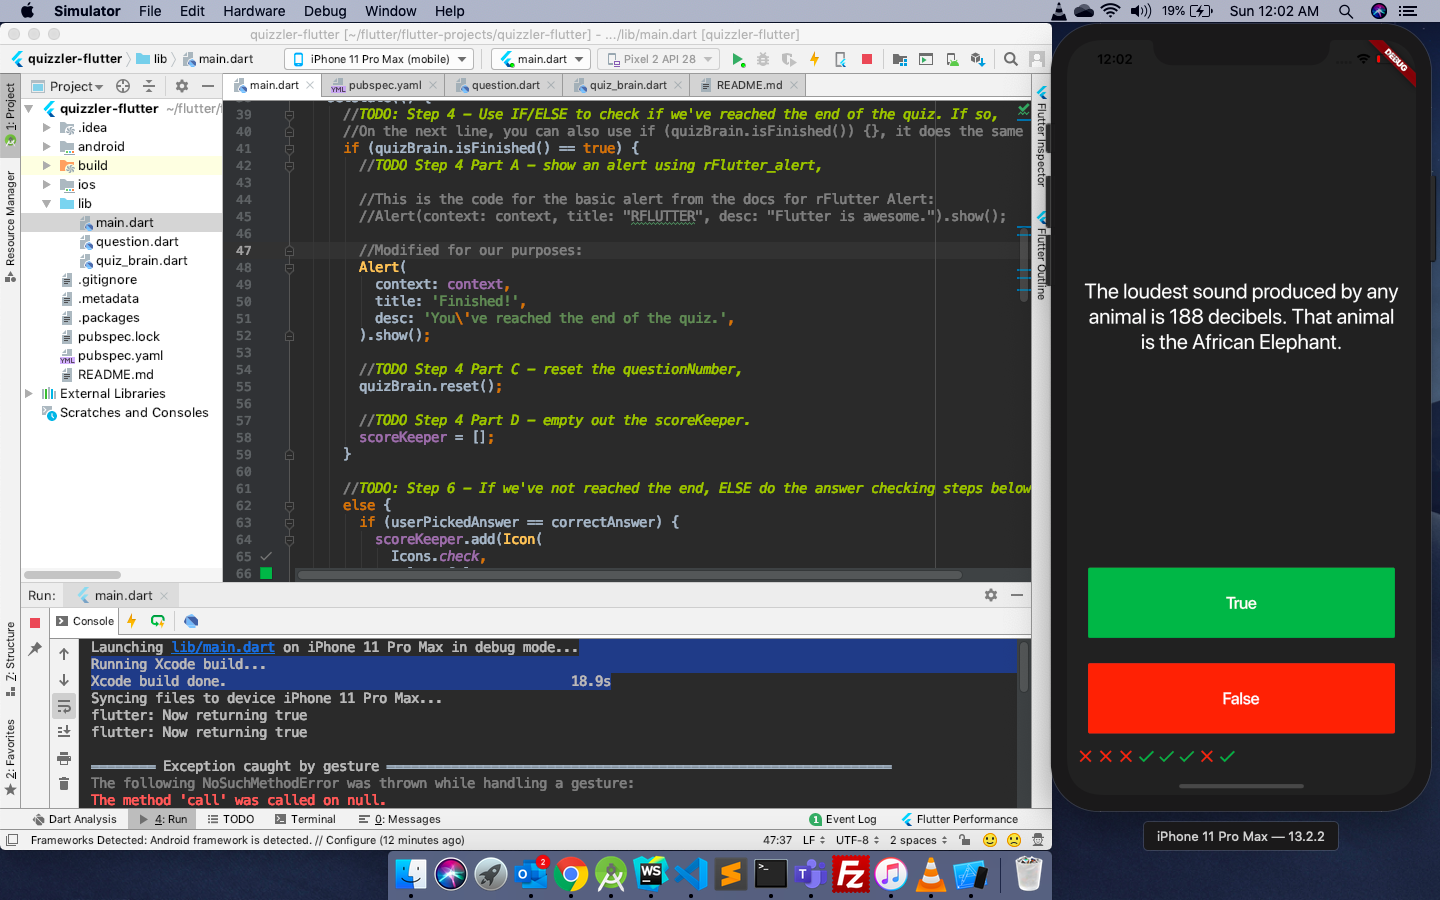 Simulator File Edit Hardware Debug Window Help 19% Sun 12:02 AM
quizzler-flutter [~/flutter/flutter-projects/quizzler-flutter] - .../lib/main.dart [quizzler-flutter]
quizzler-flutter lib main.dart iPhone 11 Pro Max (mobile) main.dart Pixel 2 API 28
Project main.dart pubspec.yaml question.dart quiz_brain.dart README.md
1: Project
Resource Manager
Z: Structure
2: Favorites
quizzler-flutter ~/flutter/f
.idea
android
build
ios
lib
main.dart
question.dart
quiz_brain.dart
.gitignore
.metadata
.packages
pubspec.lock
pubspec.yaml
README.md
External Libraries
Scratches and Consoles
39 //TODO: Step 4 - Use IF/ELSE to check if we've reached the end of the quiz. If so,
40 //On the next line, you can also use if (quizBrain.isFinished()) {}, it does the same
41 if (quizBrain.isFinished() == true) {
42 //TODO Step 4 Part A - show an alert using rFlutter_alert,
43
44 //This is the code for the basic alert from the docs for rFlutter Alert:
45 //Alert(context: context, title: "RFLUTTER", desc: "Flutter is awesome.").show();
46
47 //Modified for our purposes:
48 Alert(
49 context: context,
50 title: 'Finished!',
51 desc: 'You\'ve reached the end of the quiz.',
52 ).show();
53
54 //TODO Step 4 Part C - reset the questionNumber,
55 quizBrain.reset();
56
57 //TODO Step 4 Part D - empty out the scoreKeeper.
58 scoreKeeper = [];
59 }
60
61 //TODO: Step 6 - If we've not reached the end, ELSE do the answer checking steps below
62 else {
63 if (userPickedAnswer == correctAnswer) {
64 scoreKeeper.add(Icon(
65 Icons.check,
66
Flutter Inspector
Flutter Outline
Run: main.dart
Console
Launching lib/main.dart on iPhone 11 Pro Max in debug mode...
Running Xcode build...
Xcode build done. 18.9s
Syncing files to device iPhone 11 Pro Max...
flutter: Now returning true
flutter: Now returning true
════════ Exception caught by gesture ════════
The following NoSuchMethodError was thrown while handling a gesture:
The method 'call' was called on null.
Dart Analysis 4: Run TODO Terminal 0: Messages 1 Event Log Flutter Performance
Frameworks Detected: Android framework is detected. // Configure (12 minutes ago) 47:37 LF UTF-8 2 spaces
2
WS
Fz
12:02
DEBUG
The loudest sound produced by any
animal is 188 decibels. That animal
is the African Elephant.
True
False
iPhone 11 Pro Max — 13.2.2